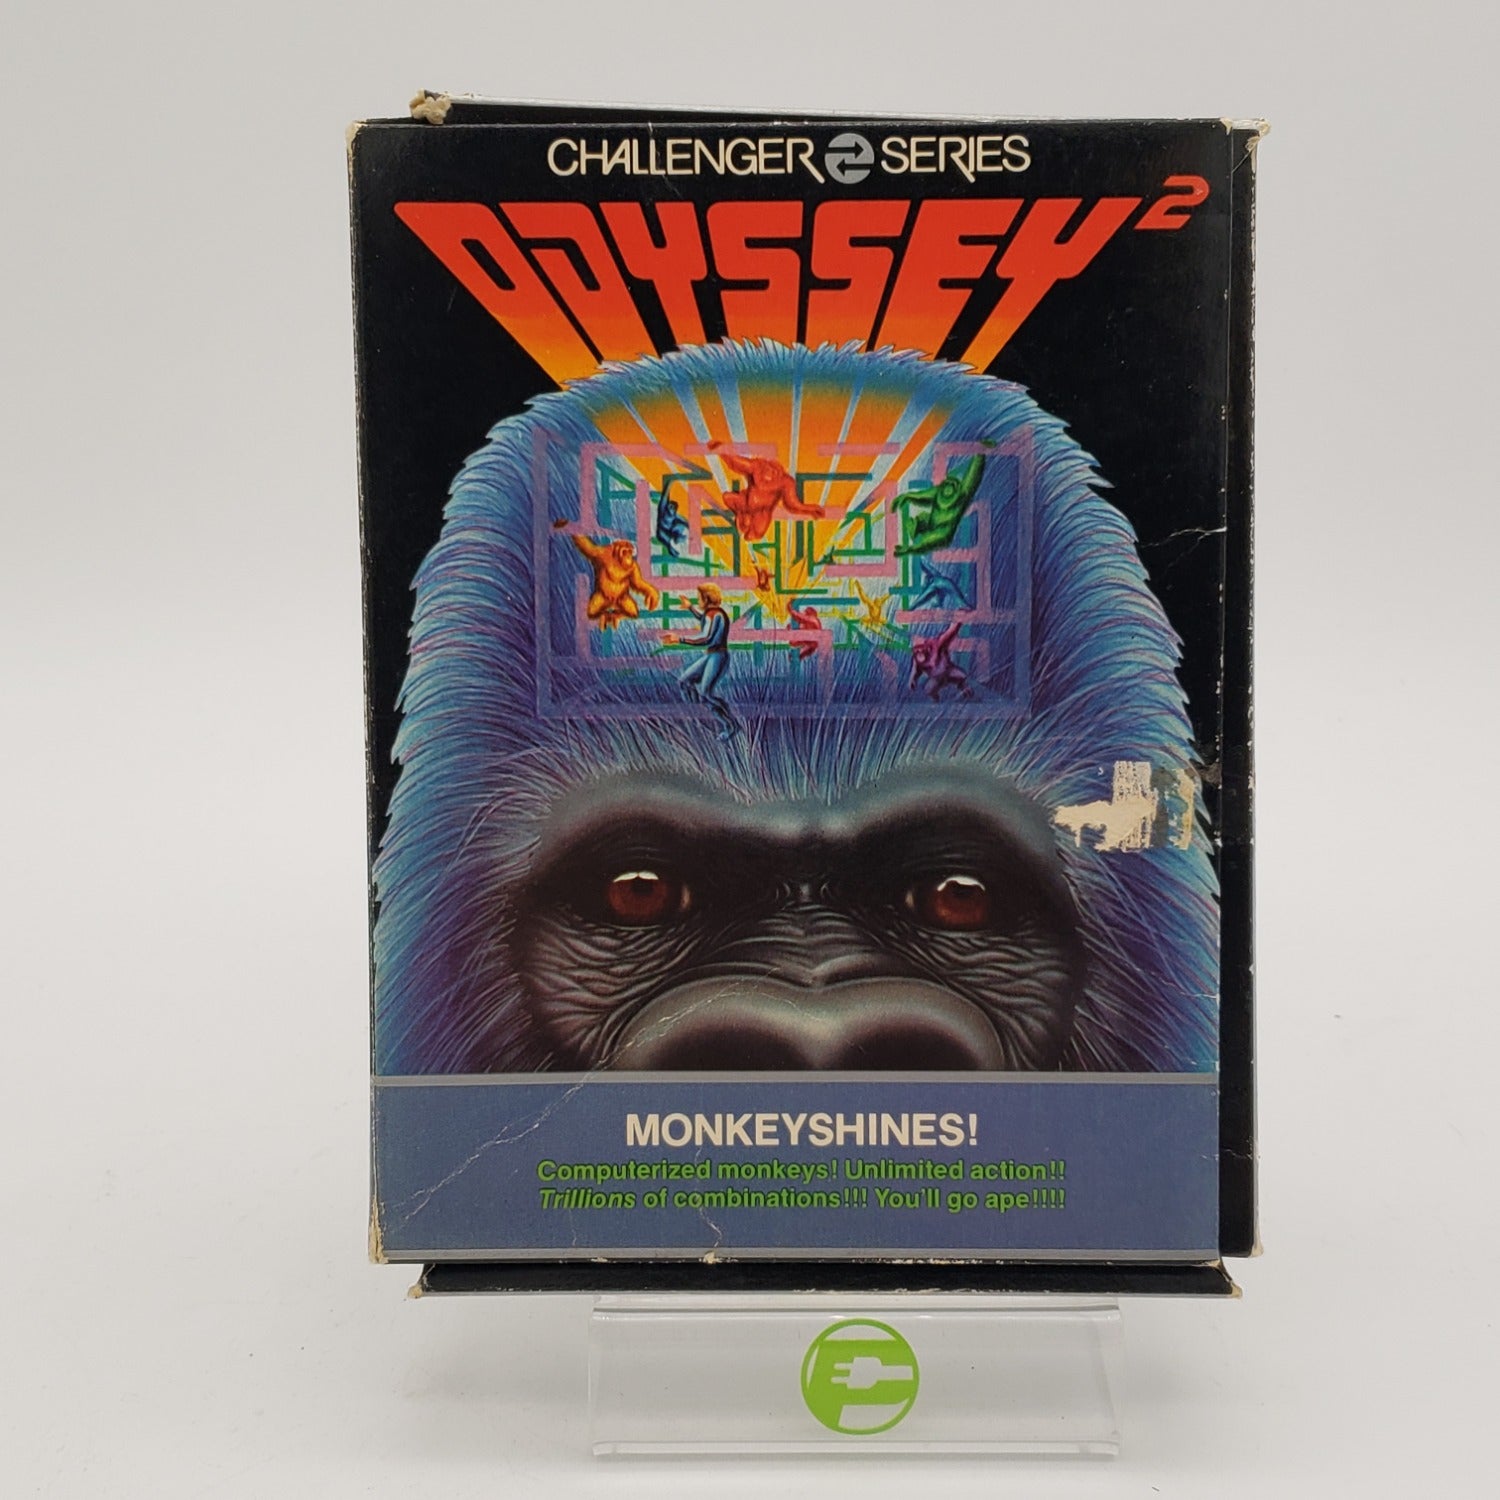 CHALLENGER SERIES
ODYSSEY²
MONKEYSHINES!
Computerized monkeys! Unlimited action!!
Trillions of combinations!!! You'll go ape!!!!